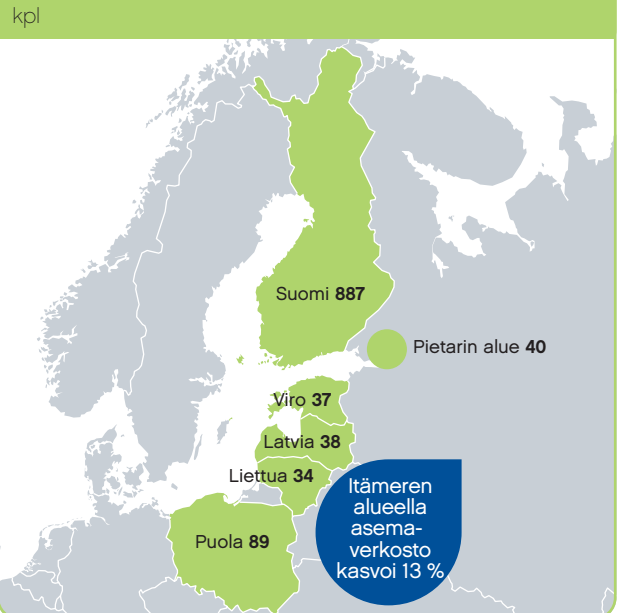 kpl
Suomi 887
Pietarin alue 40
Viro 37
Latvia 38
Liettua 34
Puola 89
Itämeren
alueella
asema-
verkosto
kasvoi 13 %